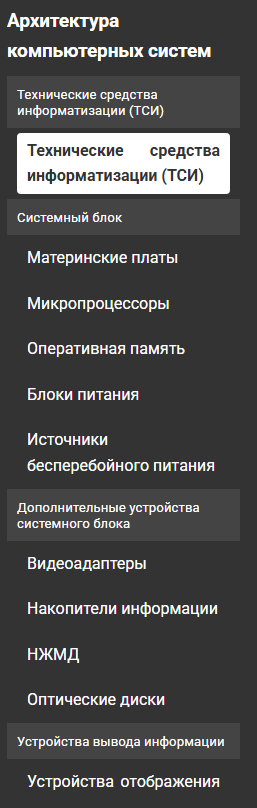 Архитектура
компьютерных систем
Технические средства
информатизации (ТСИ)
Технические средства
информатизации (ТСИ)
Системный блок
Материнские платы
Микропроцессоры
Оперативная память
Блоки питания
Источники
бесперебойного питания
Дополнительные устройства
системного блока
Видеоадаптеры
Накопители информации
НЖМД
Оптические диски
Устройства вывода информации
Устройства отображения